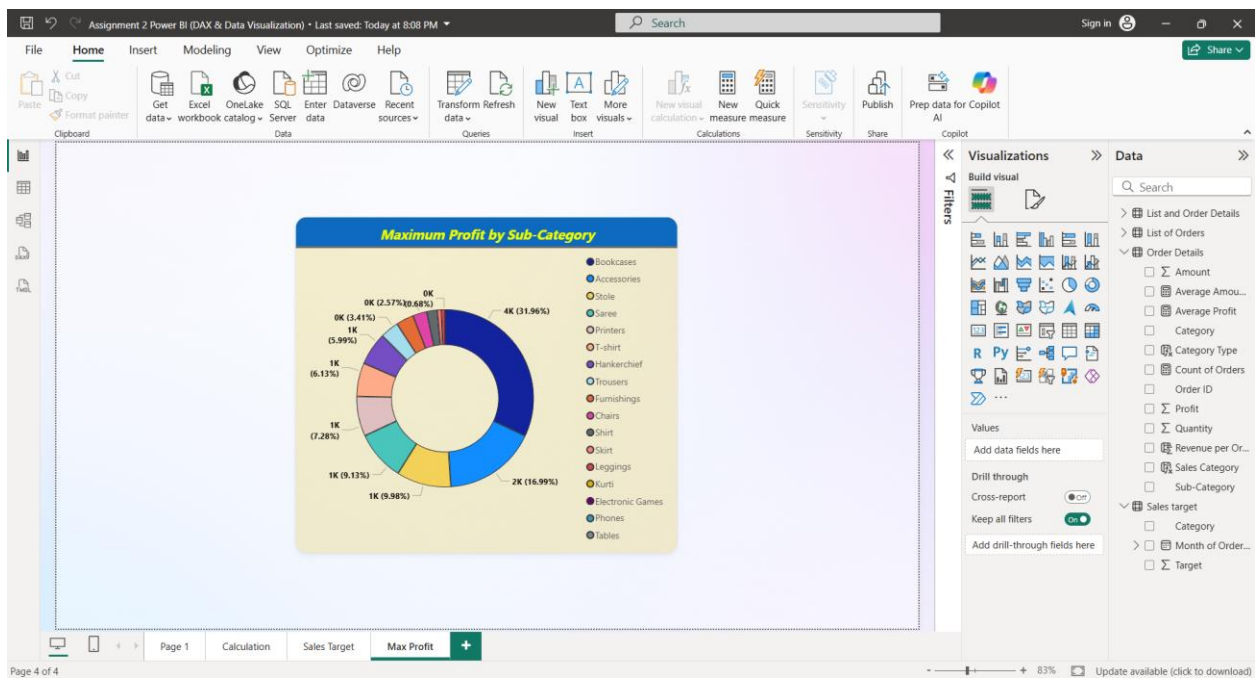 Assignment 2 Power BI (DAX & Data Visualization) • Last saved: Today at 8:08 PM
Search
Sign in
File Home Insert Modeling View Optimize Help
Share
Paste
Cut
Copy
Format painter
Clipboard
Get data
Excel workbook
OneLake catalog
SQL Server
Enter data
Dataverse
Recent sources
Data
Transform data
Refresh
Queries
New visual
Text box
More visuals
Insert
New visual calculation
New measure
Quick measure
Calculations
Sensitivity
Sensitivity
Publish
Share
Prep data for AI
Copilot
Copilot
Maximum Profit by Sub-Category
4K (31.96%)
2K (16.99%)
1K (9.98%)
1K (9.13%)
1K
(7.28%)
1K
(6.13%)
1K
(5.99%)
0K (3.41%)
0K (2.57%)
(0.68%)
0K
Bookcases
Accessories
Stole
Saree
Printers
T-shirt
Hankerchief
Trousers
Furnishings
Chairs
Shirt
Skirt
Leggings
Kurti
Electronic Games
Phones
Tables
Filters
Visualizations
Build visual
Values
Add data fields here
Drill through
Cross-report
Off
Keep all filters
On
Add drill-through fields here
Data
Search
List and Order Details
List of Orders
Order Details
Amount
Average Amou...
Average Profit
Category
Category Type
Count of Orders
Order ID
Profit
Quantity
Revenue per Or...
Sales Category
Sub-Category
Sales target
Category
Month of Order...
Target
Page 1 Calculation Sales Target Max Profit
Page 4 of 4
83%
Update available (click to download)